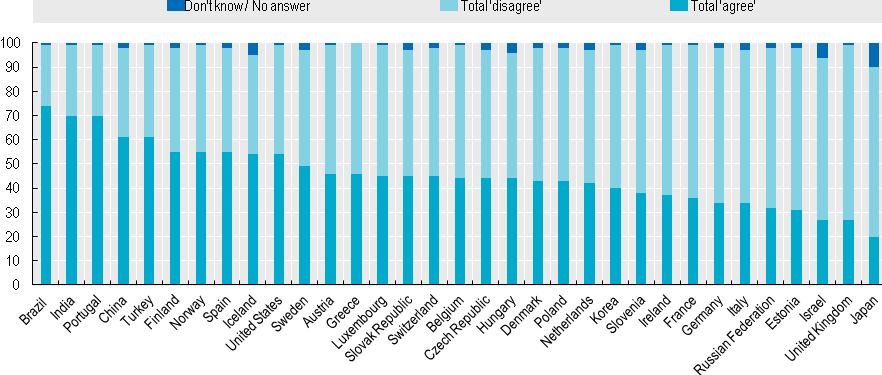 Don't know / No answer Total 'disagree' Total 'agree'
100
90
80
70
60
50
40
30
20
10
0
Brazil
India
Portugal
China
Turkey
Finland
Norway
Spain
Iceland
United States
Sweden
Austria
Greece
Luxembourg
Slovak Republic
Switzerland
Belgium
Czech Republic
Hungary
Denmark
Poland
Netherlands
Korea
Slovenia
Ireland
France
Germany
Italy
Russian Federation
Estonia
Israel
United Kingdom
Japan